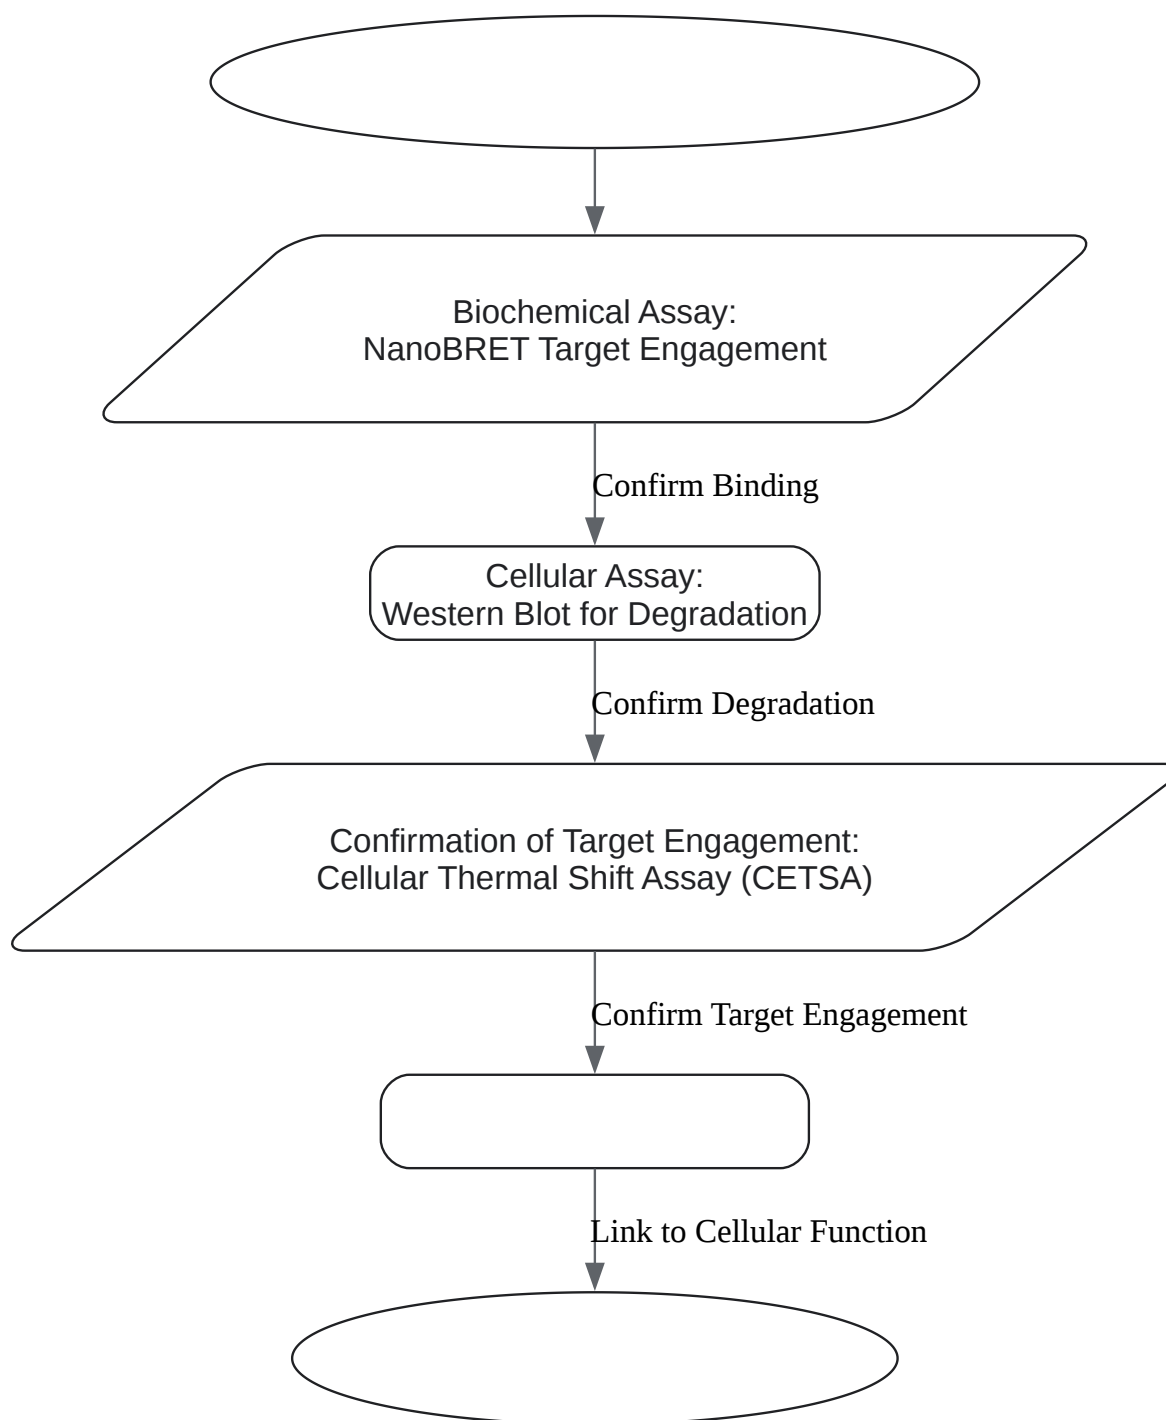 Biochemical Assay:
NanoBRET Target Engagement
Confirm Binding
Cellular Assay:
Western Blot for Degradation
Confirm Degradation
Confirmation of Target Engagement:
Cellular Thermal Shift Assay (CETSA)
Confirm Target Engagement
Link to Cellular Function